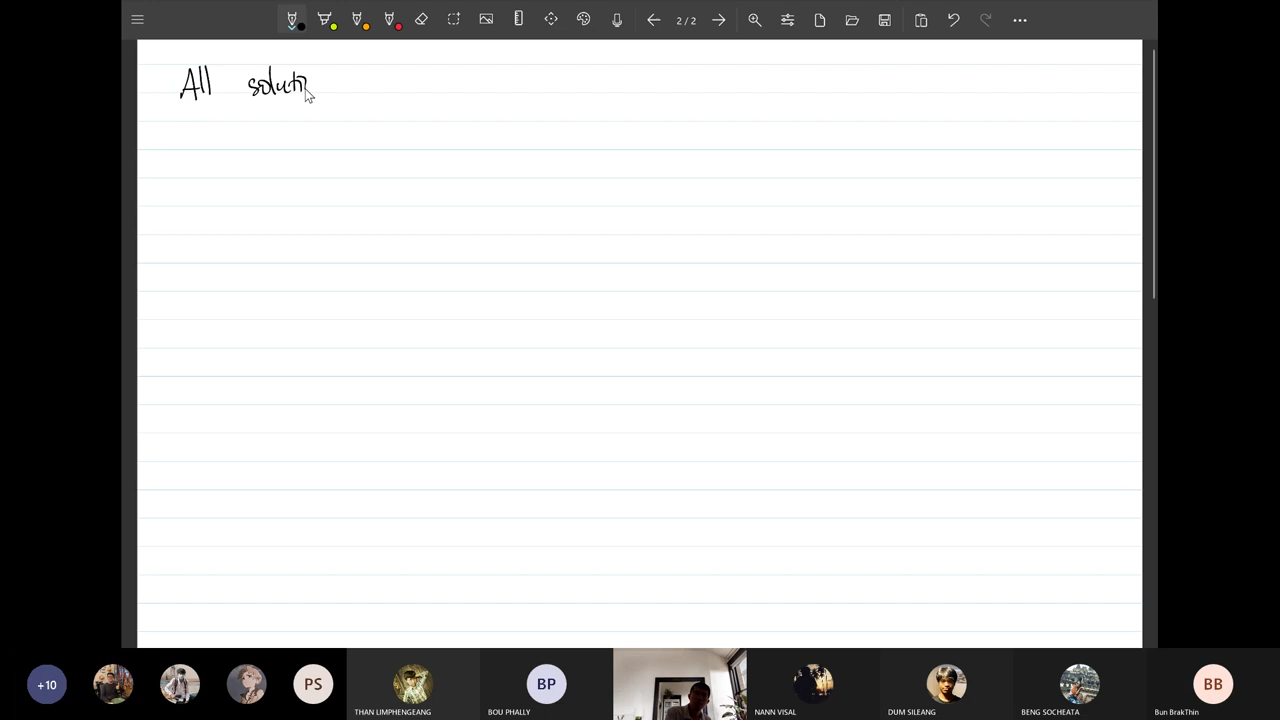 2 / 2
All soluti
+10
PS
BP
BB
THAN LIMPHENGEANG
BOU PHALLY
NANN VISAL
DUM SILEANG
BENG SOCHEATA
Bun BrakThin